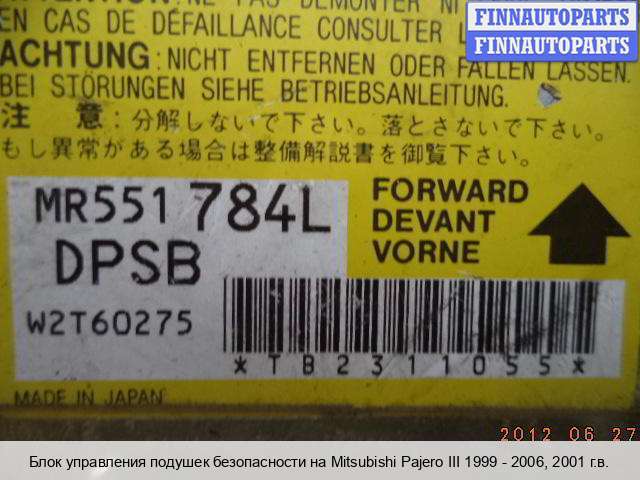 FINNAUTOPARTS
FINNAUTOPARTS
NE PAS DEMONTER NI
EN CAS DE DÉFAILLANCE CONSULTER L
ACHTUNG: NICHT ENTFERNEN ODER FALLEN LASSEN.
BEI STÖRUNGEN SIEHE BETRIEBSANLEITUNG.
注 意:分解しないで下さい。落とさないで下さい。
もし異常がある場合は整備解説書を御覧下さい。
MR551 784L
DPSB
W2T60275
FORWARD
DEVANT
VORNE
*TB2311055*
MADE IN JAPAN
2012 06 27
Блок управления подушек безопасности на Mitsubishi Pajero III 1999 - 2006, 2001 г.в.